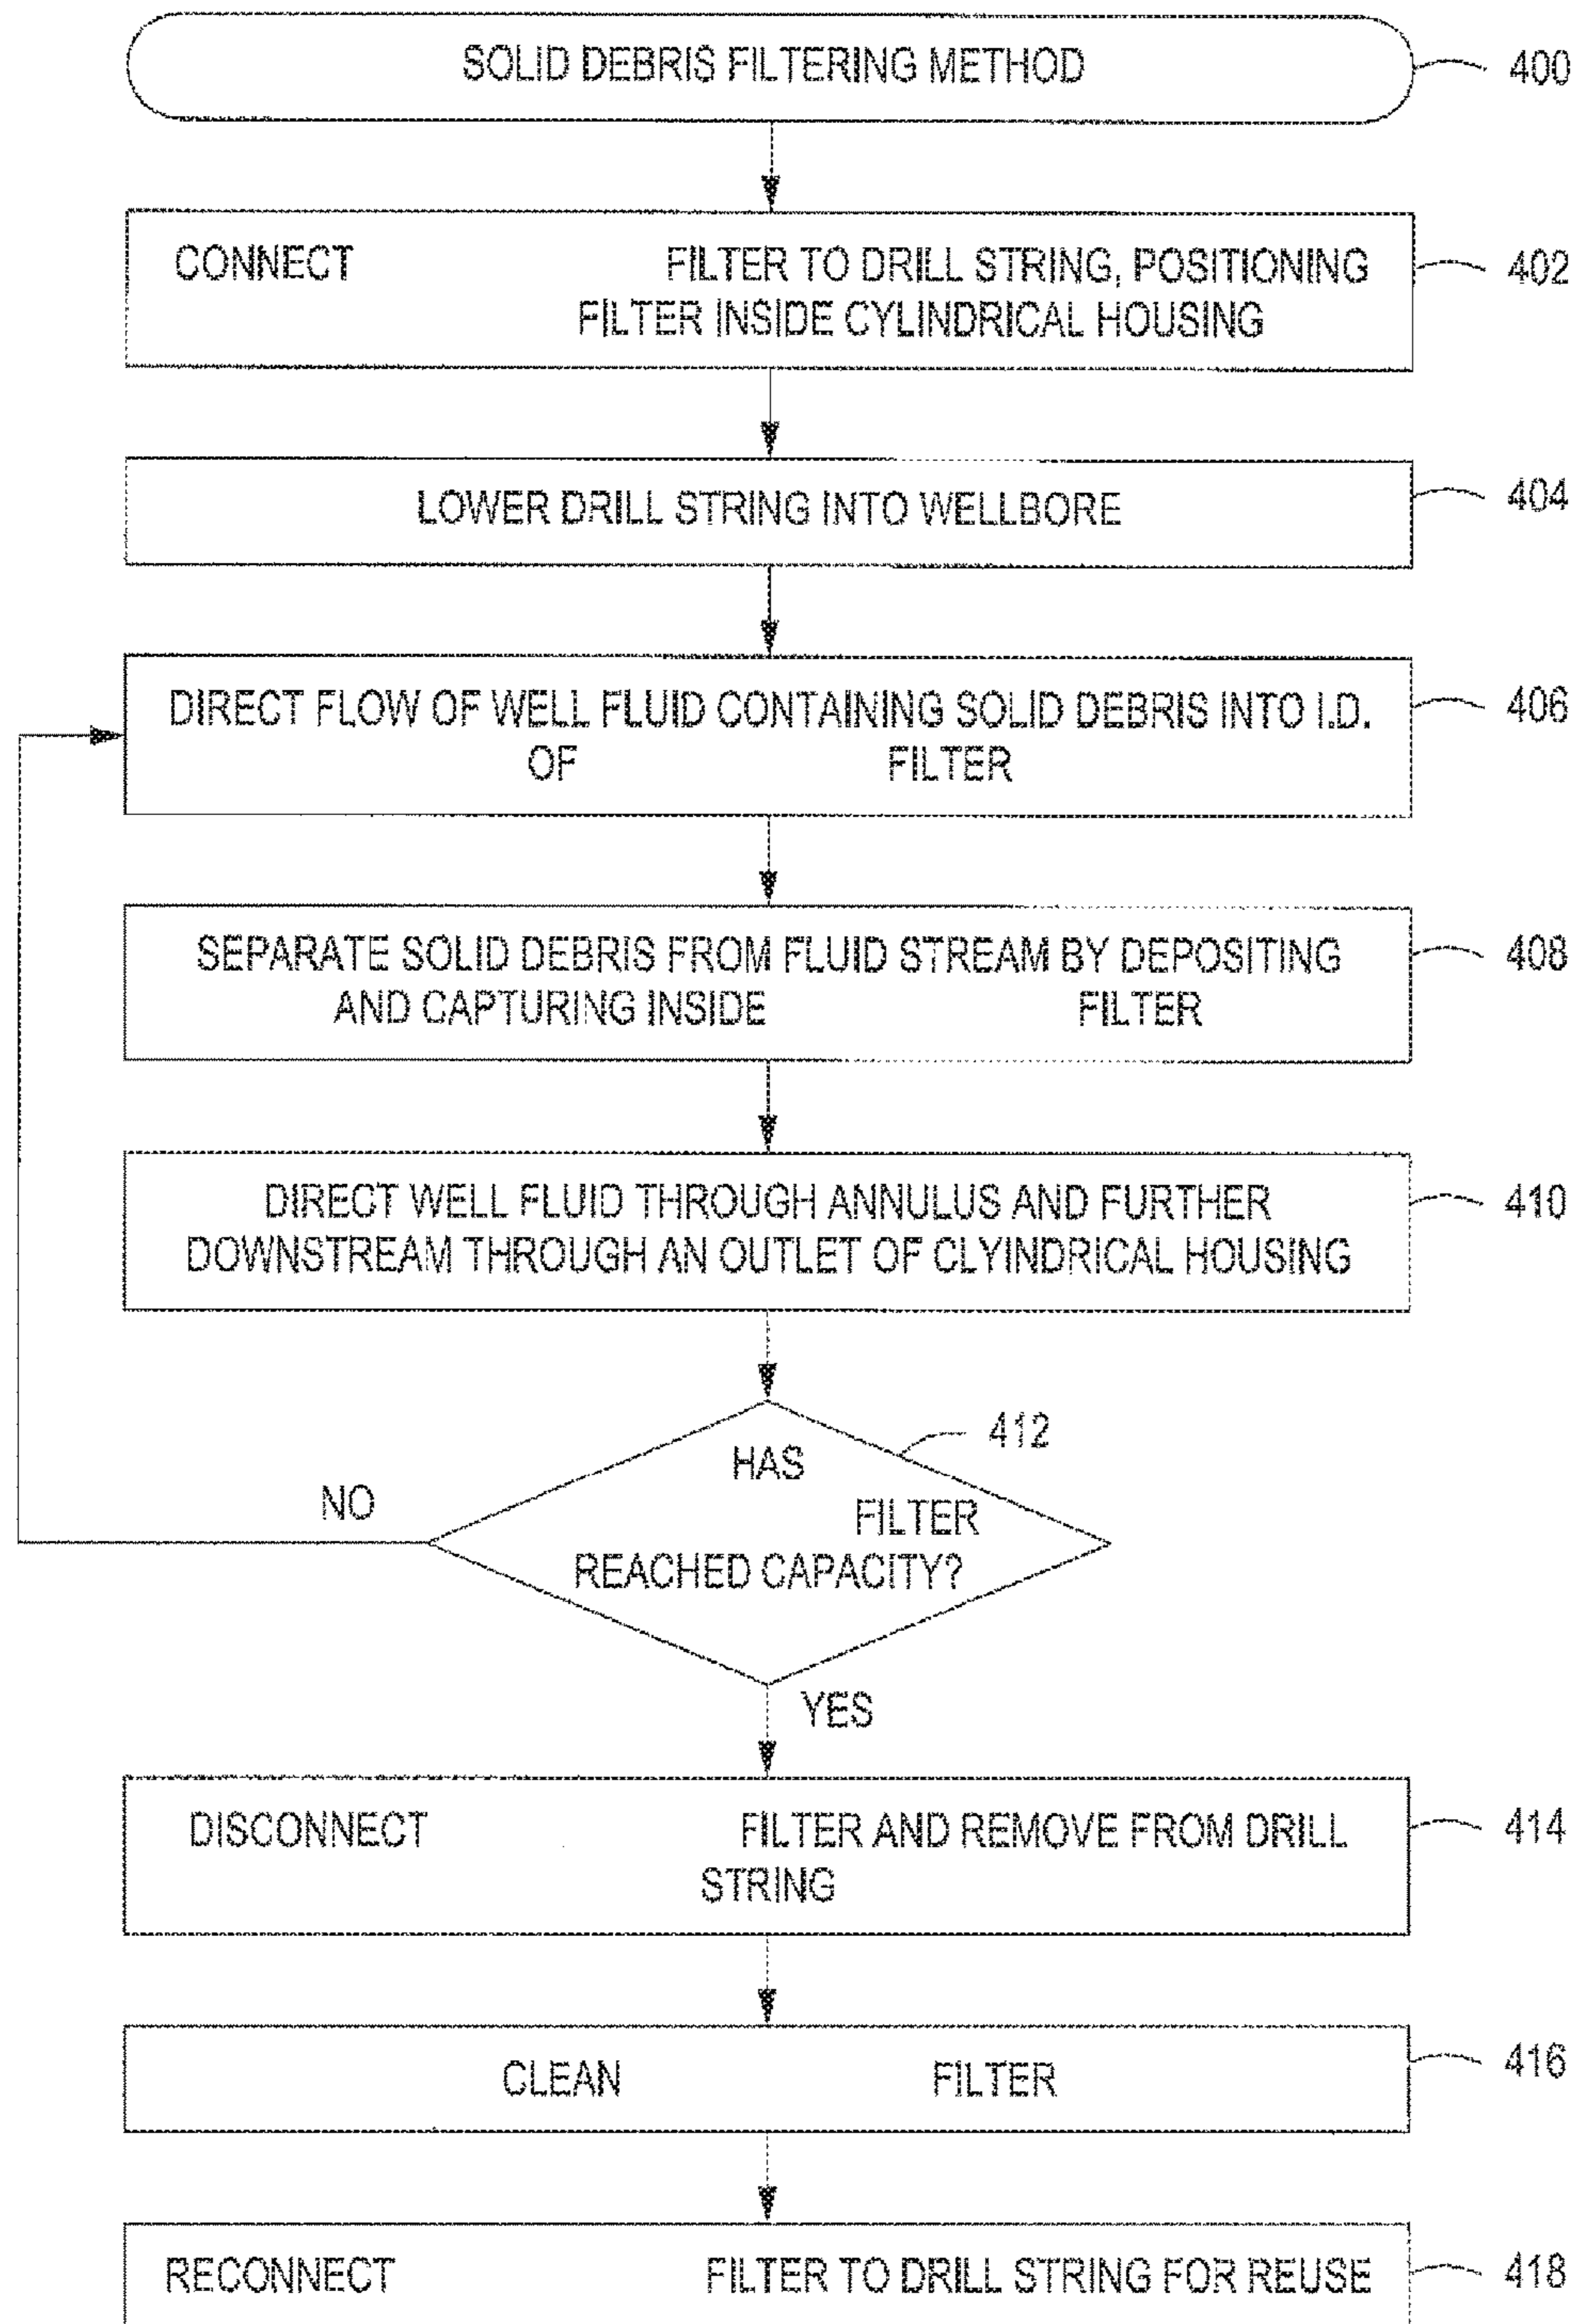 SOLID DEBRIS FILTERING METHOD
400
CONNECT FILTER TO DRILL STRING, POSITIONING
FILTER INSIDE CYLINDRICAL HOUSING
402
LOWER DRILL STRING INTO WELLBORE
404
DIRECT FLOW OF WELL FLUID CONTAINING SOLID DEBRIS INTO I.D.
OF FILTER
406
SEPARATE SOLID DEBRIS FROM FLUID STREAM BY DEPOSITING
AND CAPTURING INSIDE FILTER
408
DIRECT WELL FLUID THROUGH ANNULUS AND FURTHER
DOWNSTREAM THROUGH AN OUTLET OF CLYINDRICAL HOUSING
410
HAS
FILTER
REACHED CAPACITY?
412
NO
YES
DISCONNECT FILTER AND REMOVE FROM DRILL
STRING
414
CLEAN FILTER
416
RECONNECT FILTER TO DRILL STRING FOR REUSE
418